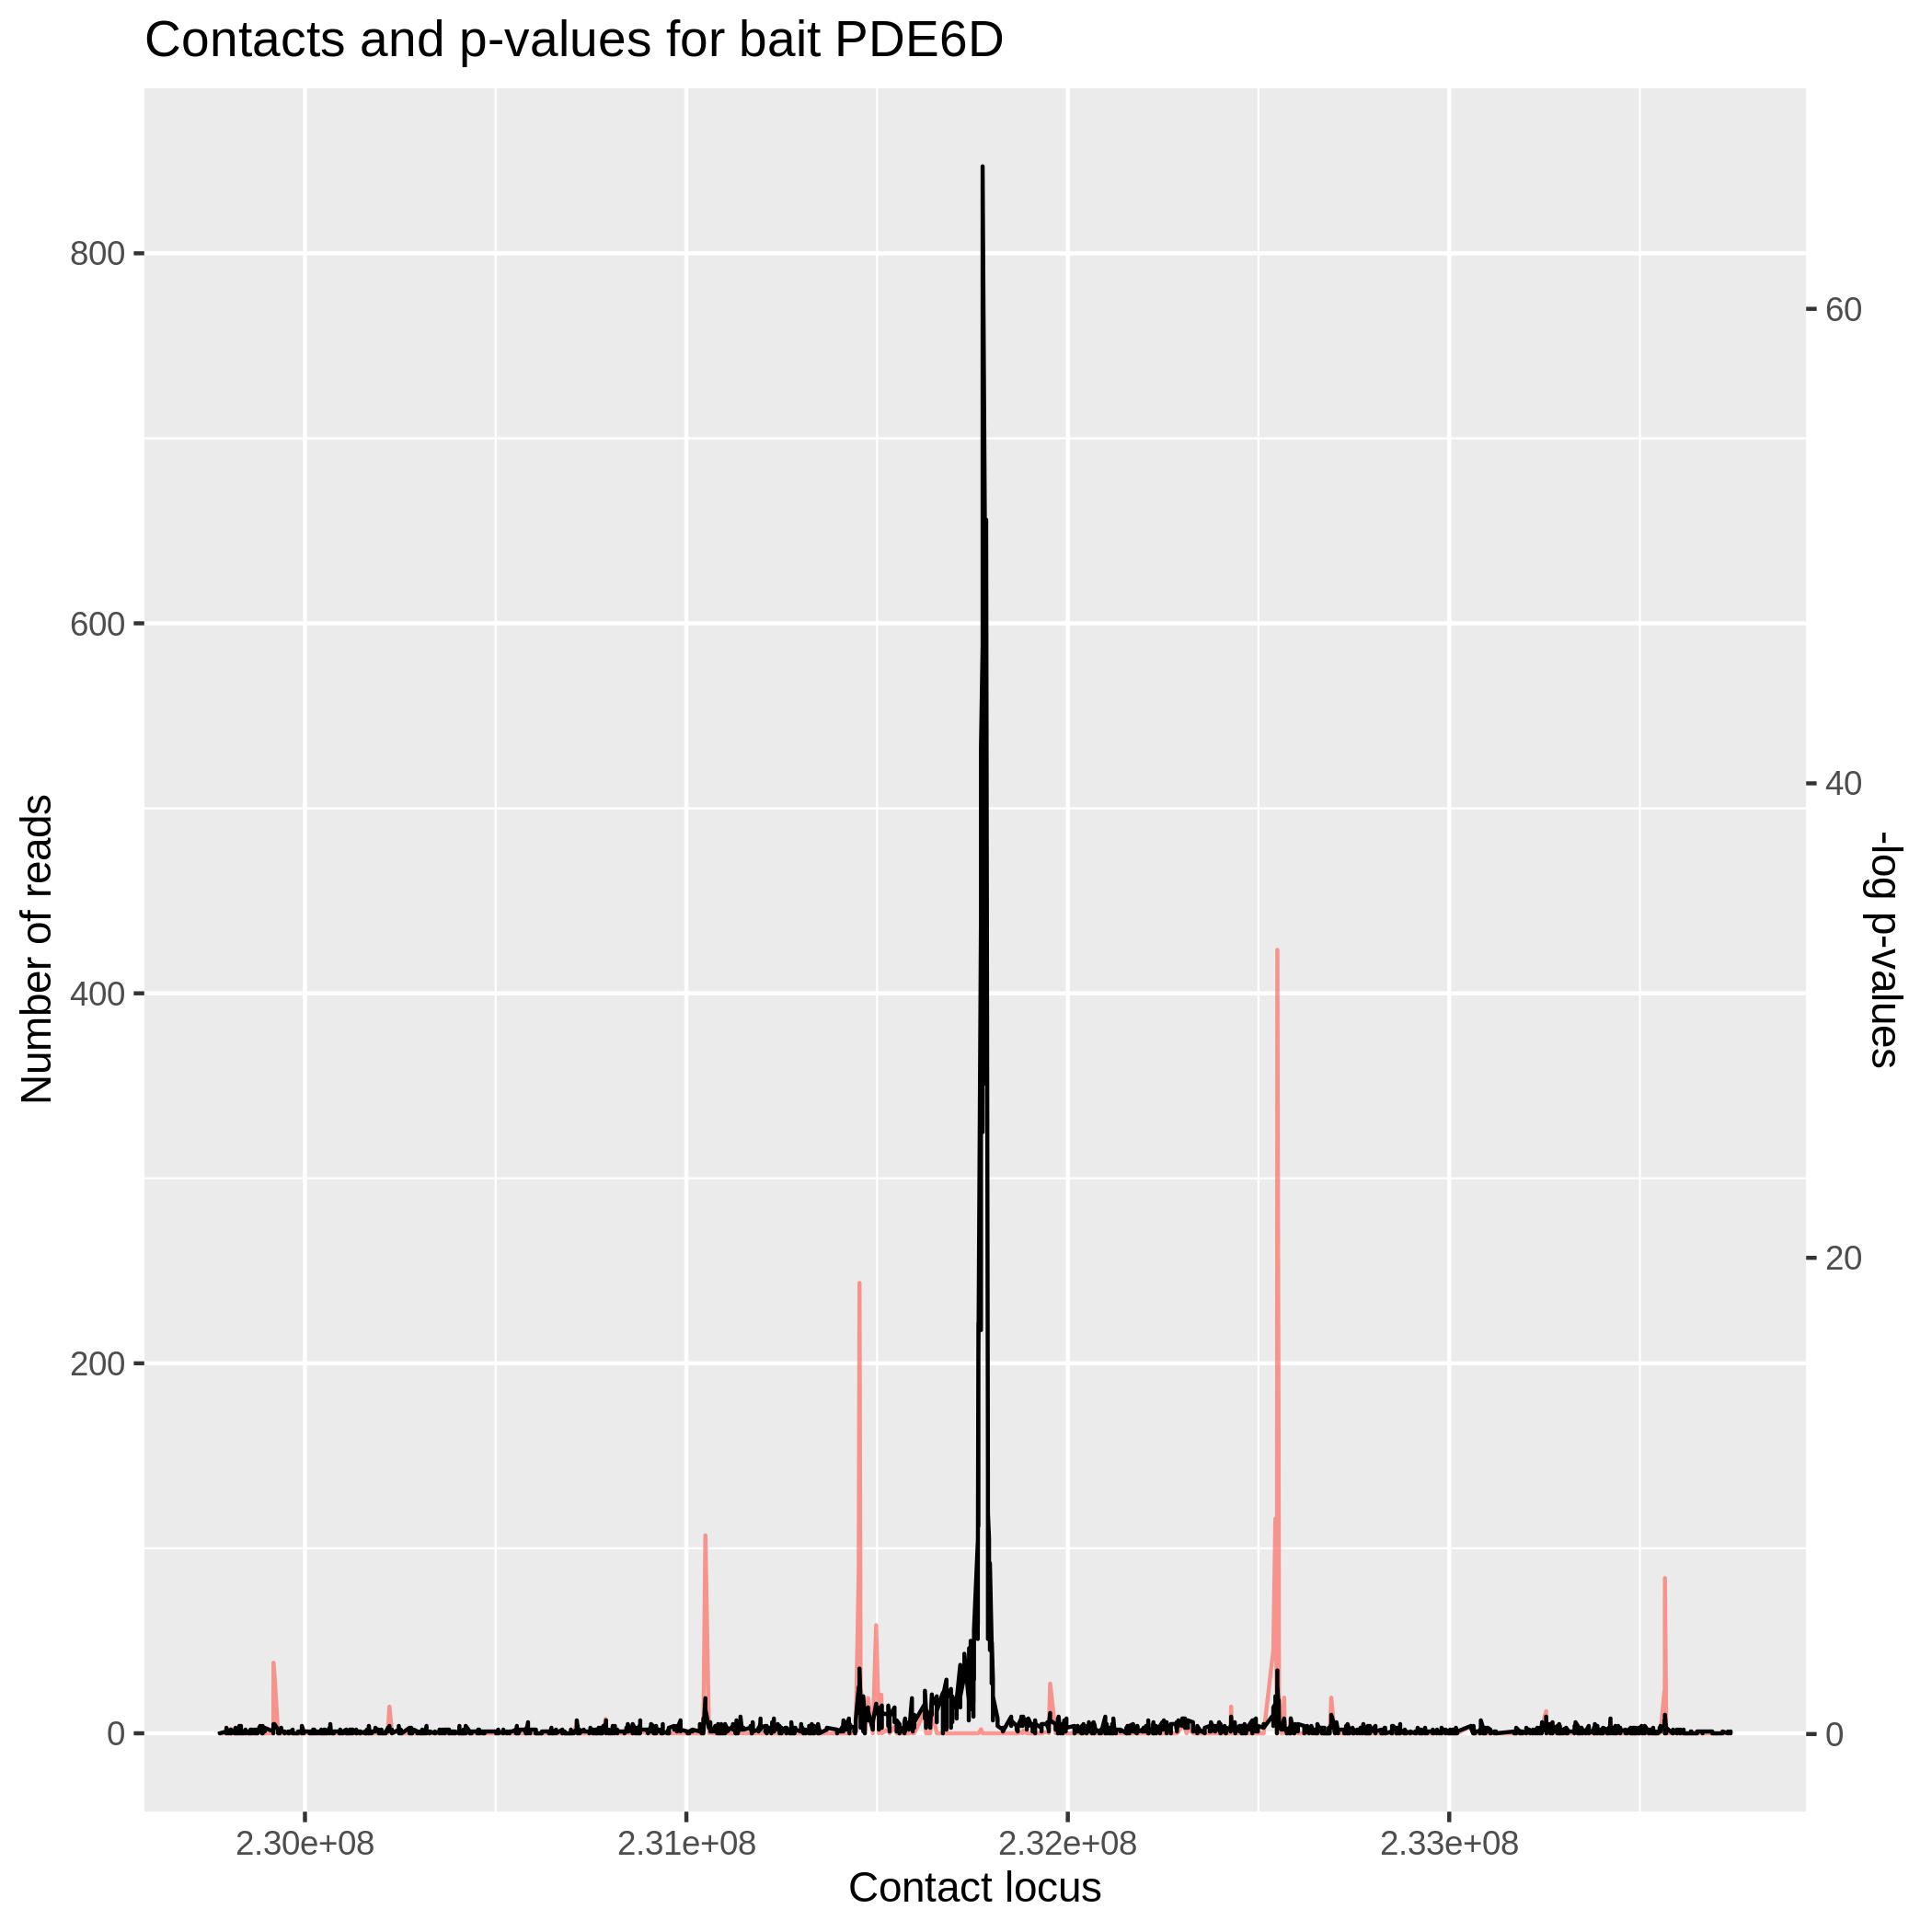 Contacts and p-values for bait PDE6D
800
600
400
200
0
Number of reads
60
40
20
0
-log p-values
2.30e+08
2.31e+08
2.32e+08
2.33e+08
Contact locus